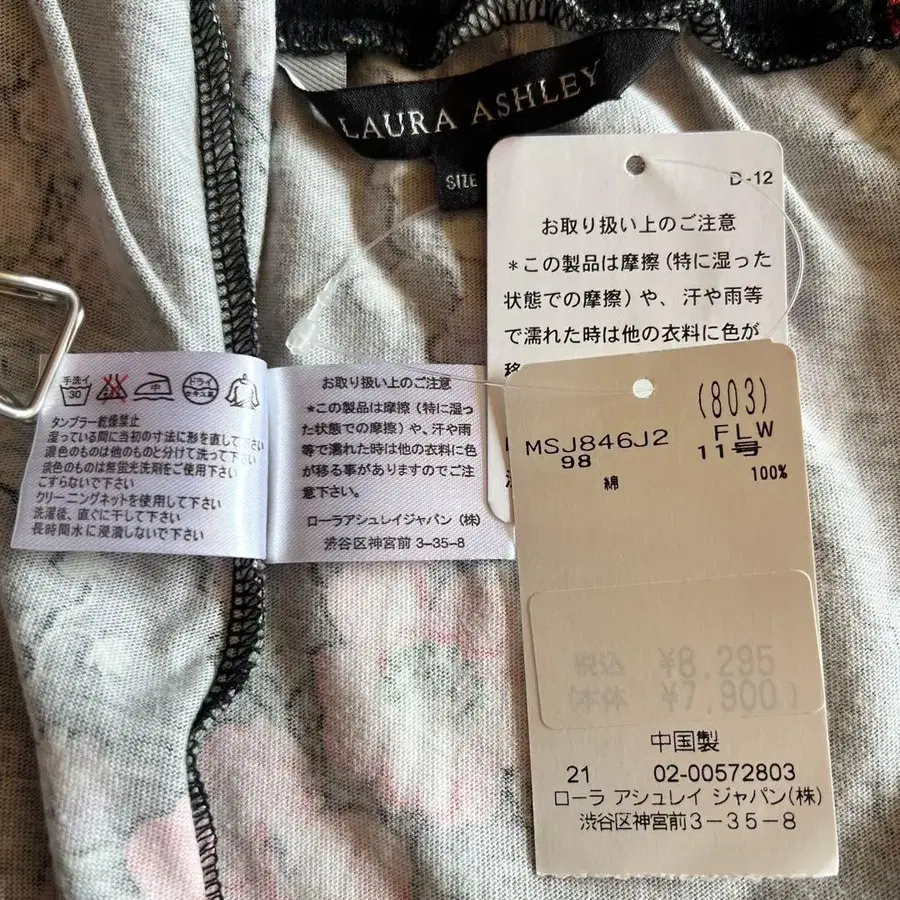 LAURA ASHLEY
SIZE
D-12
お取り扱い上のご注意
*この製品は摩擦(特に湿った
状態での摩擦)や、汗や雨等
で濡れた時は他の衣料に色が
移
手洗イ
30
中
ドライ
セキユ系
タンブラー乾燥禁止
湿っている間に当初の寸法に形を直して下さい
濃色のものは他のものと分けて洗って下さい
淡色のものは無蛍光洗剤をご使用下さい
こすらないで下さい
クリーニングネットを使用して下さい
洗濯後、直ぐに干して下さい
長時間水に浸漬しないで下さい
お取り扱い上のご注意
*この製品は摩擦(特に湿っ
た状態での摩擦)や、汗や雨
等で濡れた時は他の衣料に色
が移る事がありますのでご注
意下さい。
ローラアシュレイジャパン(株)
渋谷区神宮前3-35-8
(803)
MSJ846J2 FLW
98 11号
綿 100%
税込 ¥8,295
(本体 ¥7,900)
中国製
21 02-00572803
ローラ アシュレイ ジャパン(株)
渋谷区神宮前3-35-8